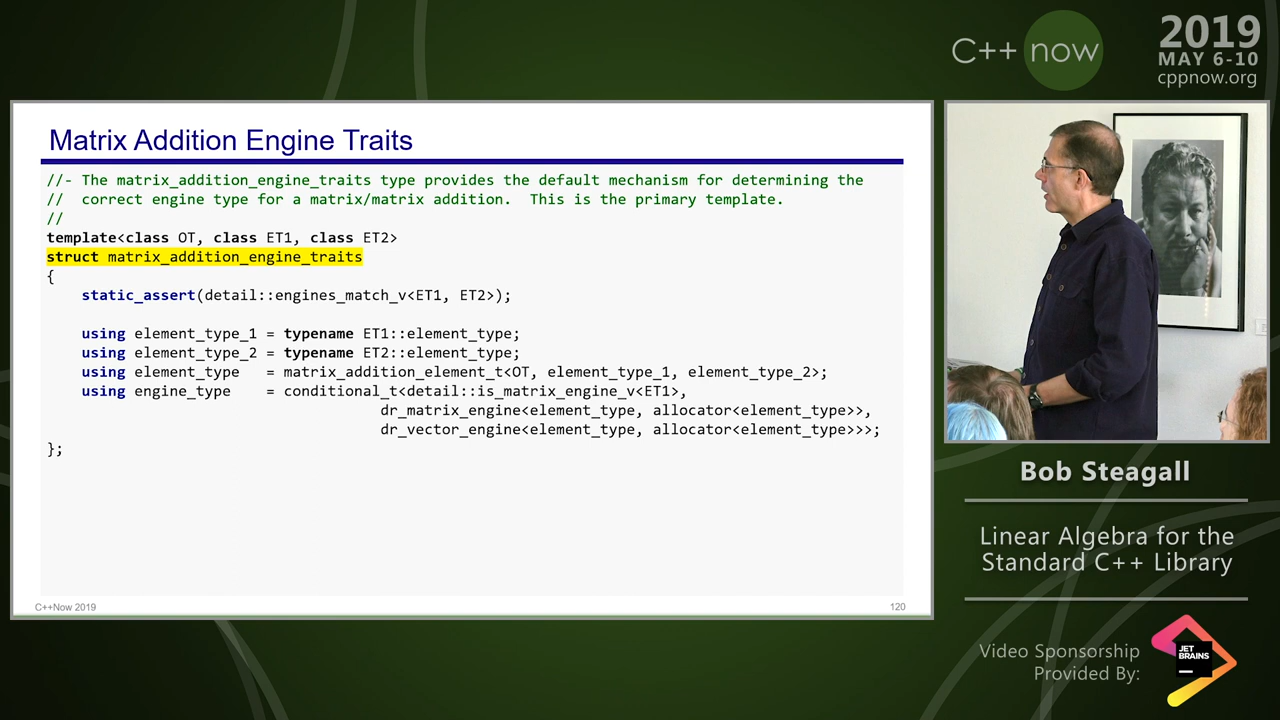 C++ now
2019
MAY 6-10
cppnow.org
Matrix Addition Engine Traits
//- The matrix_addition_engine_traits type provides the default mechanism for determining the
//  correct engine type for a matrix/matrix addition.  This is the primary template.
//
template<class OT, class ET1, class ET2>
struct matrix_addition_engine_traits
{
    static_assert(detail::engines_match_v<ET1, ET2>);
    using element_type_1 = typename ET1::element_type;
    using element_type_2 = typename ET2::element_type;
    using element_type   = matrix_addition_element_t<OT, element_type_1, element_type_2>;
    using engine_type    = conditional_t<detail::is_matrix_engine_v<ET1>,
                                      dr_matrix_engine<element_type, allocator<element_type>>,
                                      dr_vector_engine<element_type, allocator<element_type>>>;
};
C++Now 2019
120
Bob Steagall
Linear Algebra for the
Standard C++ Library
Video Sponsorship
Provided By:
JET
BRAINS